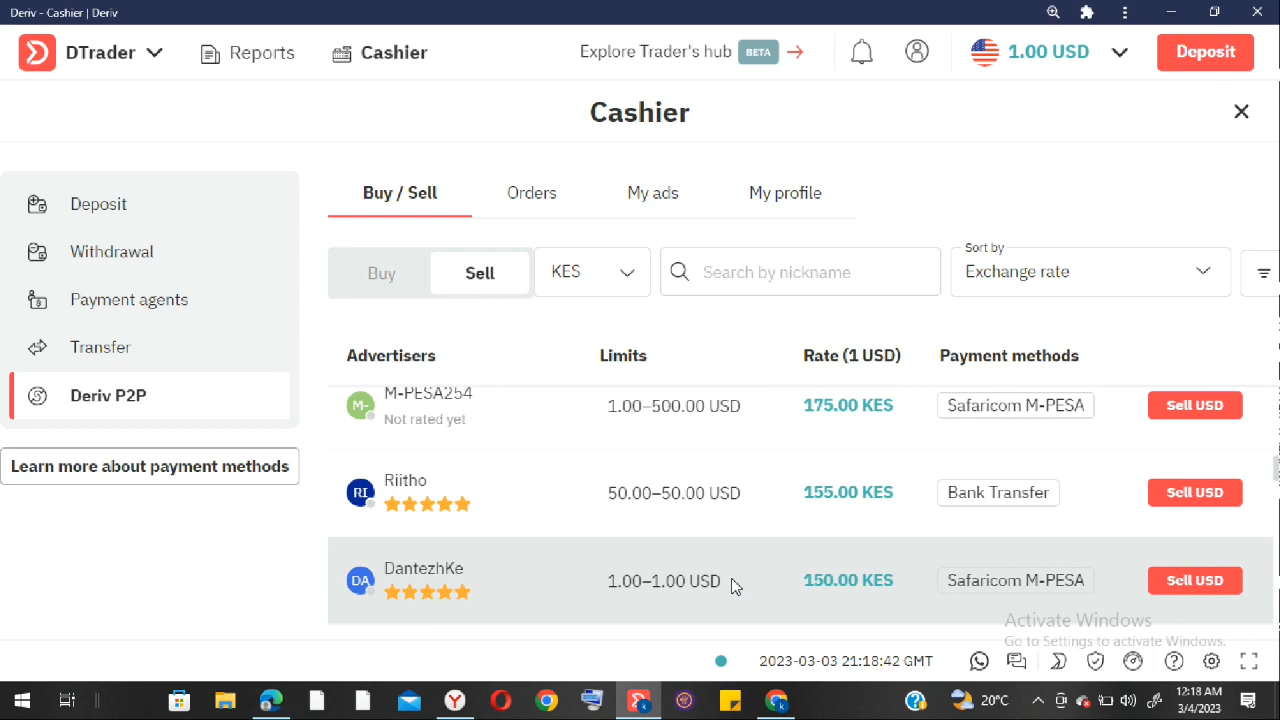 Deriv - Cashier | Deriv
DTrader
Reports
Cashier
Explore Trader's hub BETA
1.00 USD
Deposit
Cashier
Deposit
Withdrawal
Payment agents
Transfer
Deriv P2P
Learn more about payment methods
Buy / Sell
Orders
My ads
My profile
Buy
Sell
KES
Search by nickname
Sort by
Exchange rate
Advertisers Limits Rate (1 USD) Payment methods
M-
M-PESA254
Not rated yet
1.00–500.00 USD 175.00 KES Safaricom M-PESA Sell USD
RI
Riitho
50.00–50.00 USD 155.00 KES Bank Transfer Sell USD
DA
DantezhKe
1.00–1.00 USD 150.00 KES Safaricom M-PESA Sell USD
Activate Windows
Go to Settings to activate Windows.
2023-03-03 21:18:42 GMT
20°C
12:18 AM
3/4/2023